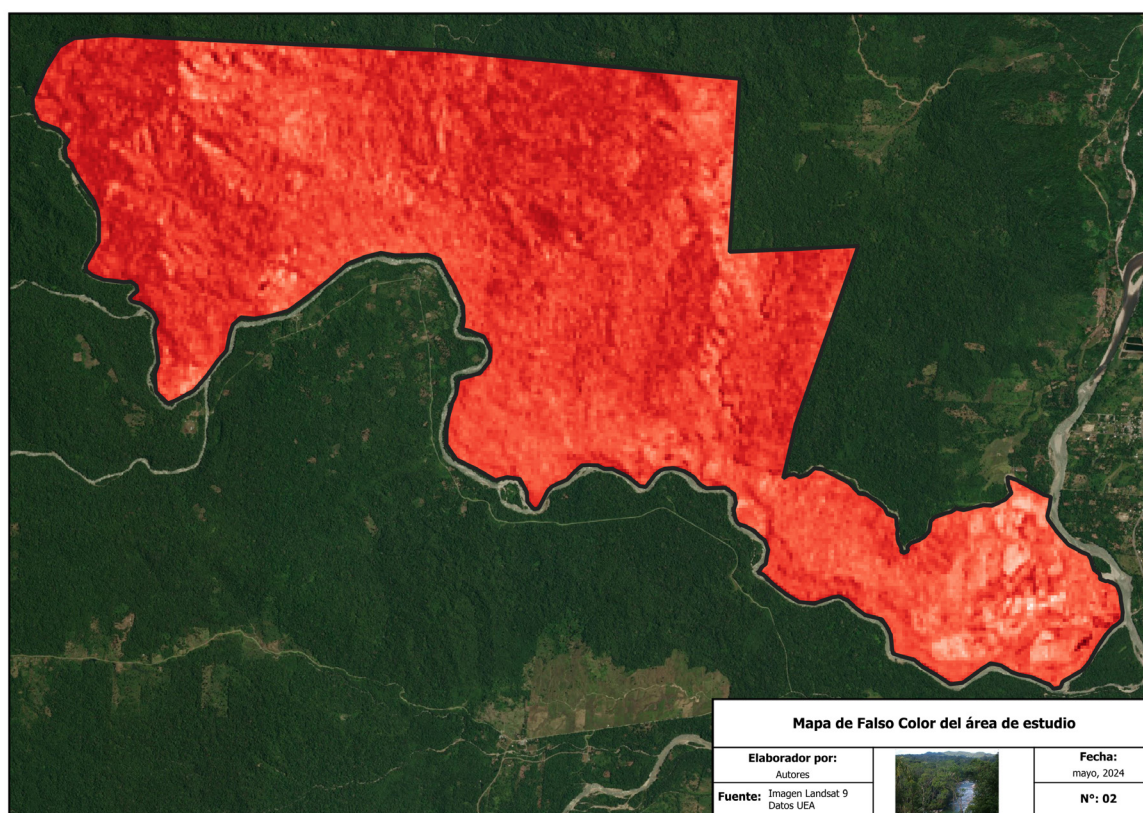 Mapa de Falso Color del área de estudio
Elaborador por:
Autores
Fuente: Imagen Landsat 9
Datos UEA
Fecha:
mayo, 2024
N°: 02